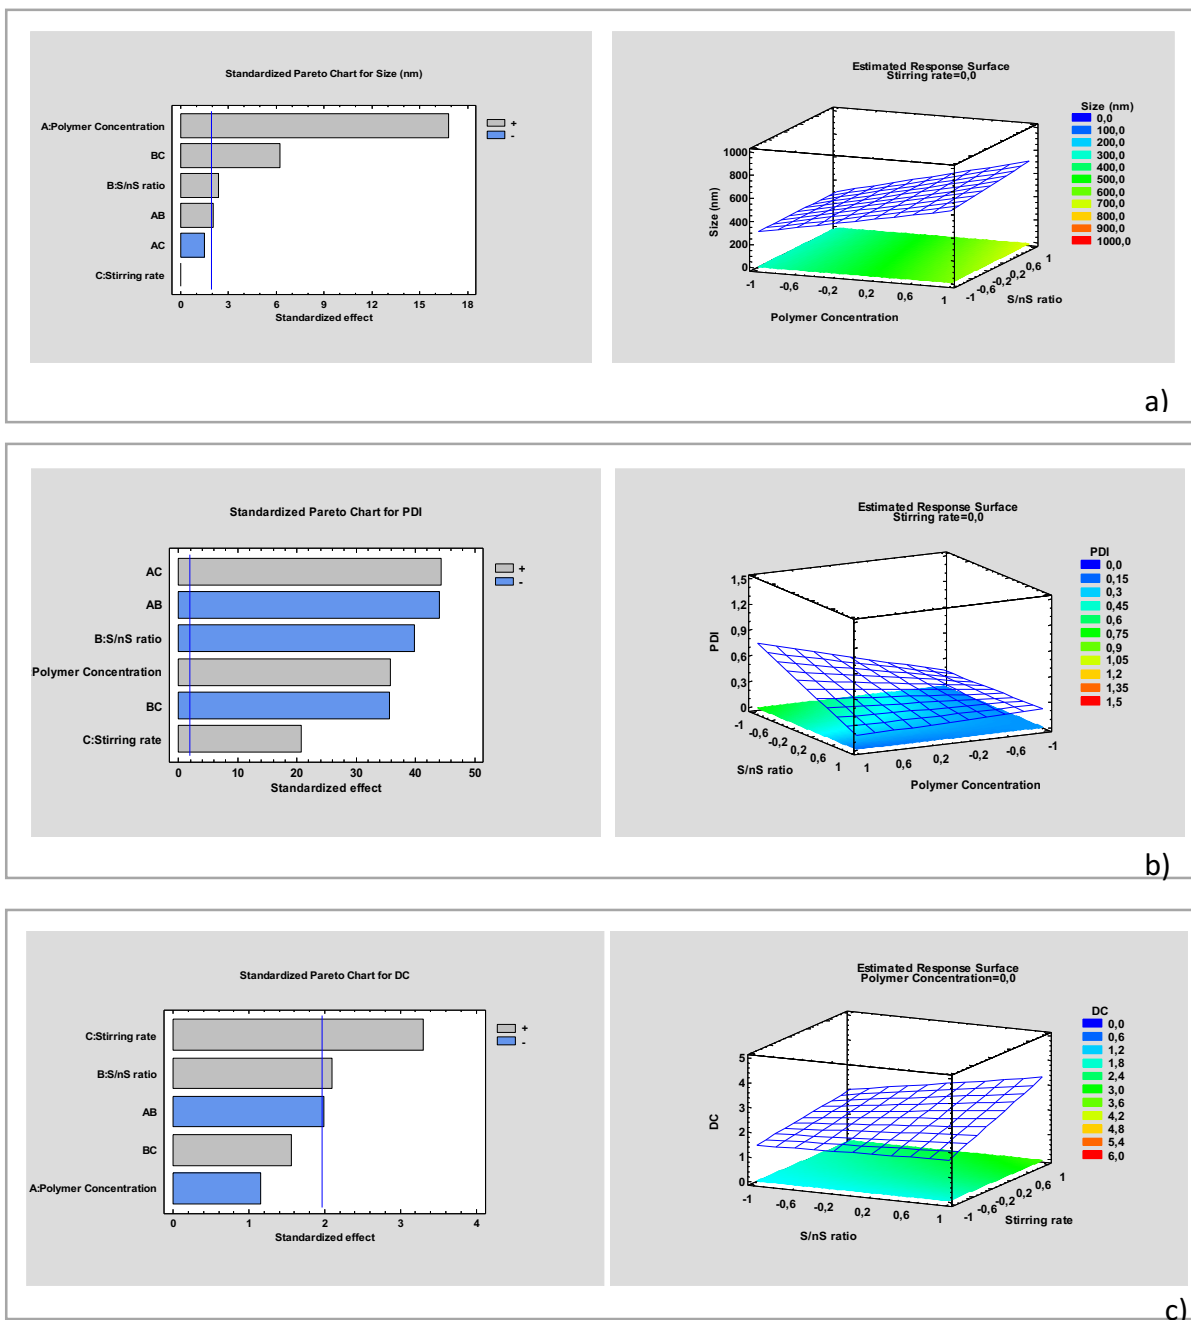 Standardized Pareto Chart for Size (nm)
A:Polymer Concentration
BC
B:S/nS ratio
AB
AC
C:Stirring rate
0 3 6 9 12 15 18
Standardized effect
+
-
Estimated Response Surface
Stirring rate=0,0
Size (nm)
1000
800
600
400
200
0
-1 -0,6 -0,2 0,2 0,6 1
Polymer Concentration
-1 -0,6 -0,2 0,2 0,6 1
S/nS ratio
Size (nm)
0,0
100,0
200,0
300,0
400,0
500,0
600,0
700,0
800,0
900,0
1000,0
a)
Standardized Pareto Chart for PDI
AC
AB
B:S/nS ratio
Polymer Concentration
BC
C:Stirring rate
0 10 20 30 40 50
Standardized effect
+
-
Estimated Response Surface
Stirring rate=0,0
PDI
1,5
1,2
0,9
0,6
0,3
0
-1 -0,6 -0,2 0,2 0,6 1
S/nS ratio
1 0,6 0,2 -0,2 -0,6 -1
Polymer Concentration
PDI
0,0
0,15
0,3
0,45
0,6
0,75
0,9
1,05
1,2
1,35
1,5
b)
Standardized Pareto Chart for DC
C:Stirring rate
B:S/nS ratio
AB
BC
A:Polymer Concentration
0 1 2 3 4
Standardized effect
+
-
Estimated Response Surface
Polymer Concentration=0,0
DC
5
4
3
2
1
0
-1 -0,6 -0,2 0,2 0,6 1
S/nS ratio
-1 -0,6 -0,2 0,2 0,6 1
Stirring rate
DC
0,0
0,6
1,2
1,8
2,4
3,0
3,6
4,2
4,8
5,4
6,0
c)